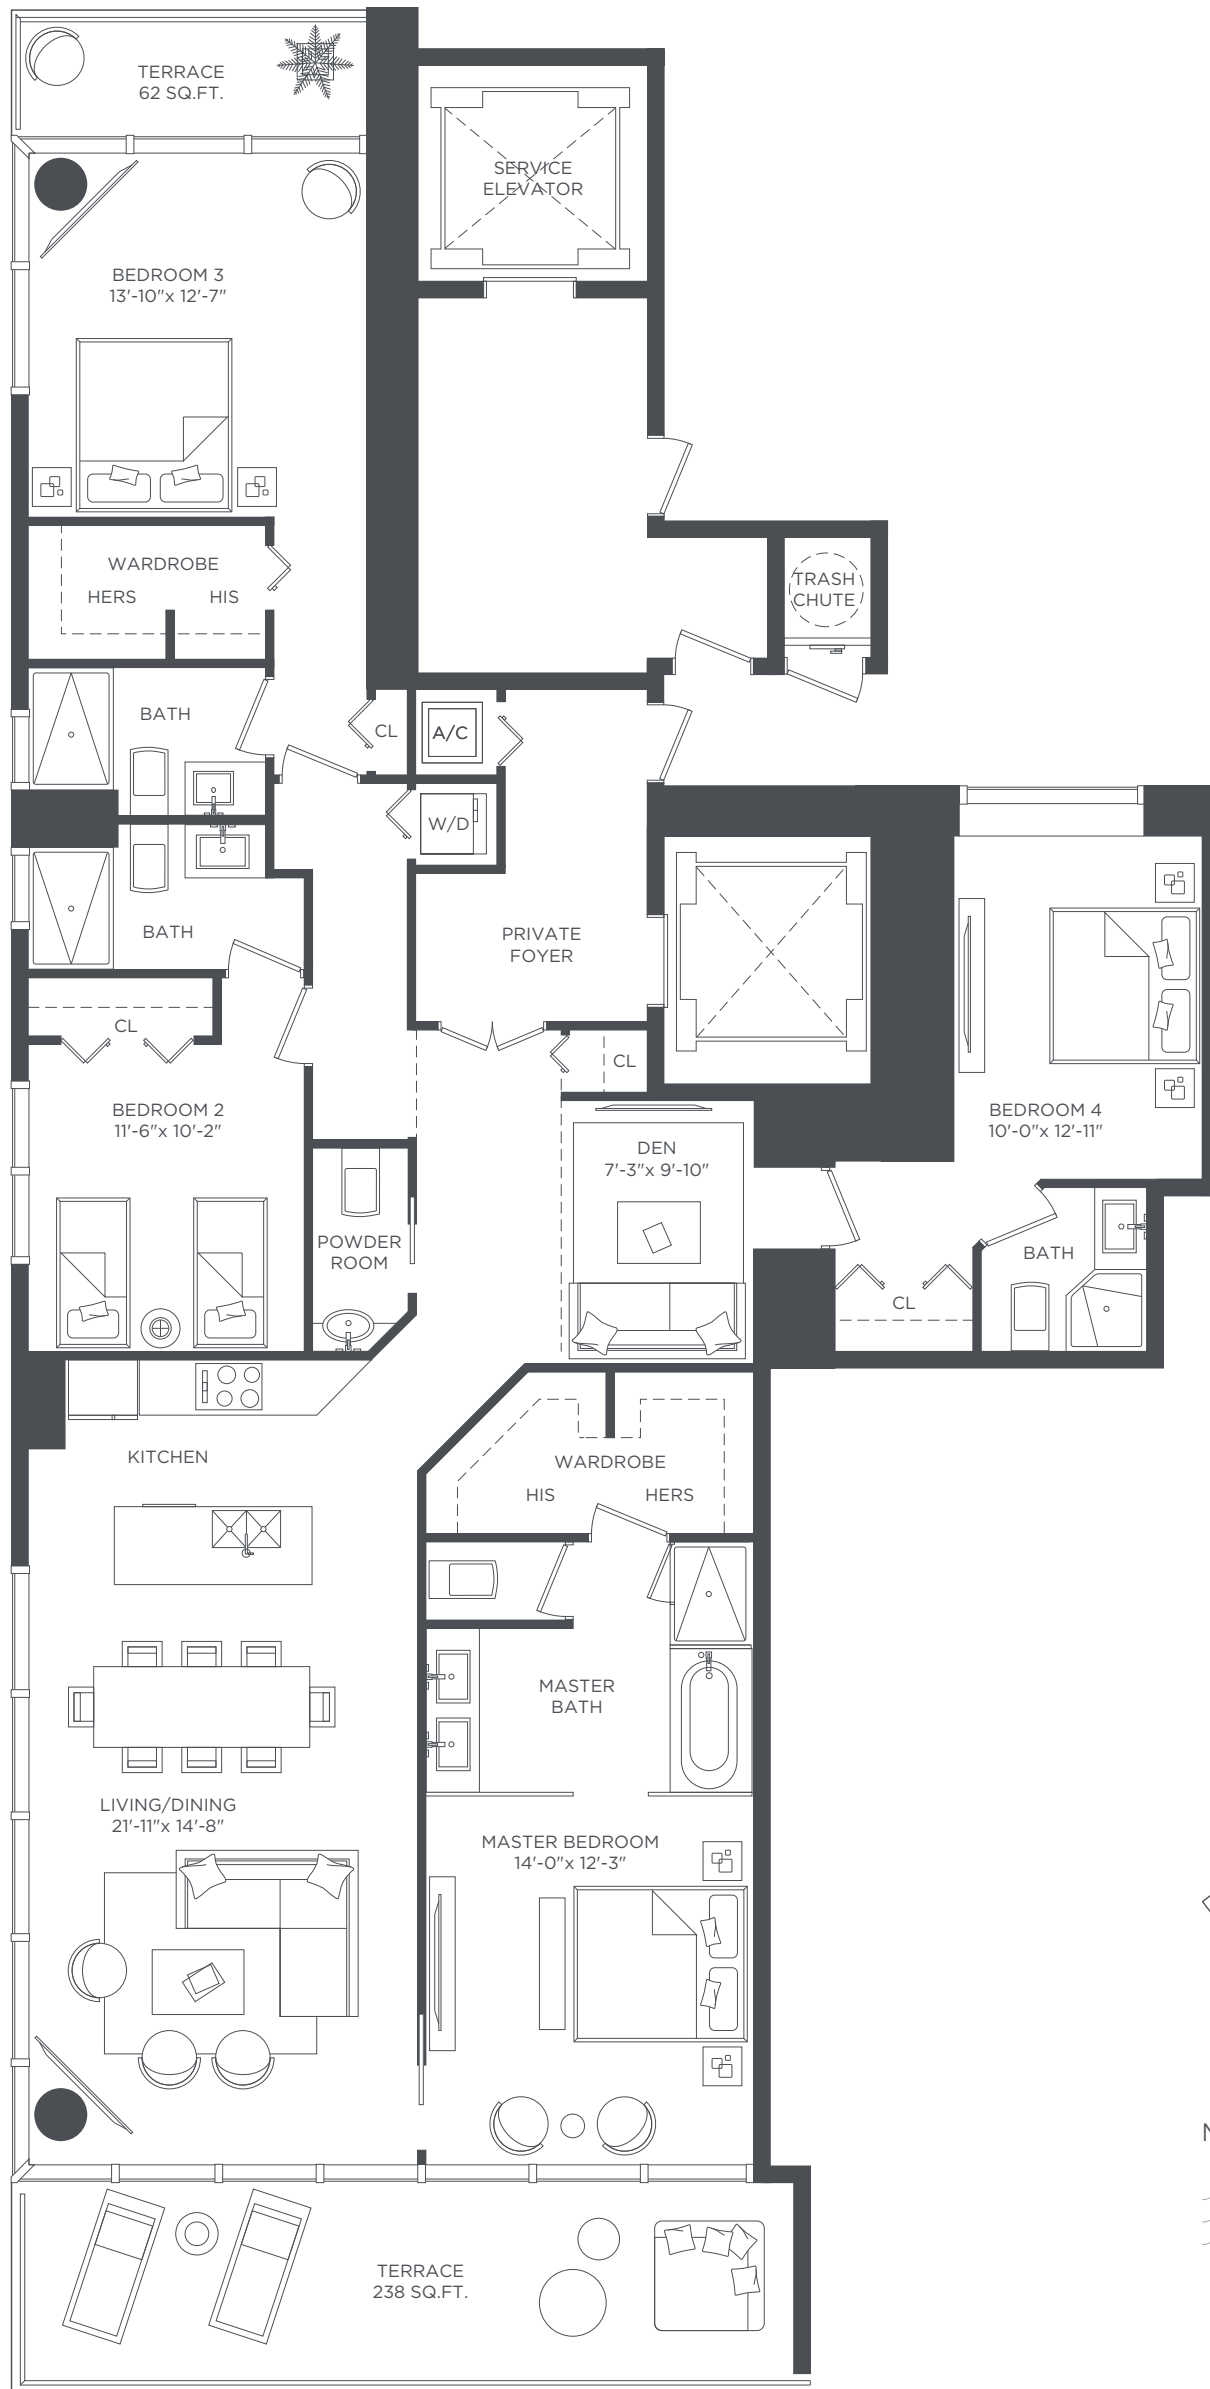 TERRACE
62 SQ.FT.
SERVICE
ELEVATOR
BEDROOM 3
13'-10"x 12'-7"
WARDROBE
HERS HIS
TRASH
CHUTE
BATH
CL
A/C
W/D
BATH
PRIVATE
FOYER
CL
CL
BEDROOM 2
11'-6"x 10'-2"
BEDROOM 4
10'-0"x 12'-11"
DEN
7'-3"x 9'-10"
POWDER
ROOM
BATH
CL
KITCHEN
WARDROBE
HIS HERS
MASTER
BATH
LIVING/DINING
21'-11"x 14'-8"
MASTER BEDROOM
14'-0"x 12'-3"
TERRACE
238 SQ.FT.